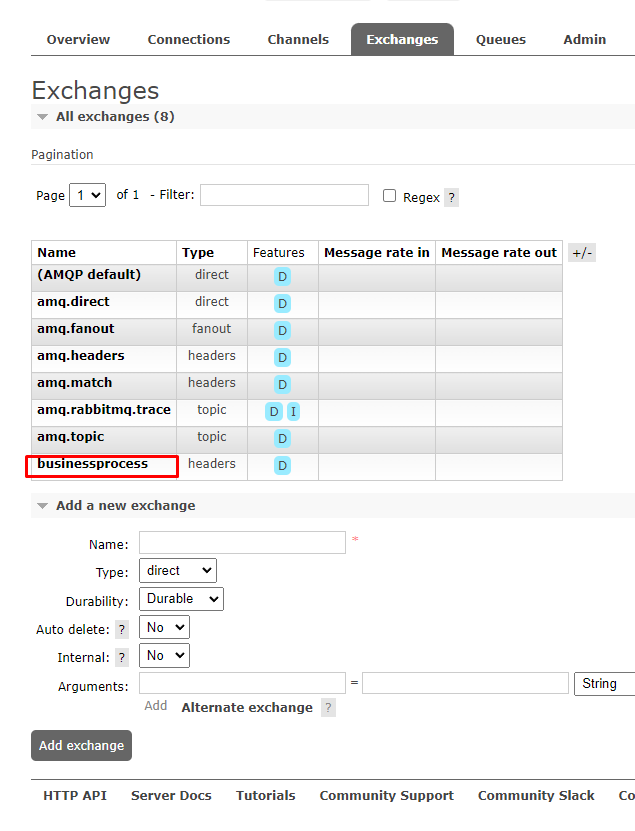 Overview Connections Channels Exchanges Queues Admin
Exchanges
All exchanges (8)
Pagination
Page 1 of 1 - Filter: Regex ?
Name Type Features Message rate in Message rate out +/-
(AMQP default) direct D
amq.direct direct D
amq.fanout fanout D
amq.headers headers D
amq.match headers D
amq.rabbitmq.trace topic D I
amq.topic topic D
businessprocess headers D
Add a new exchange
Name: *
Type: direct
Durability: Durable
Auto delete: ? No
Internal: ? No
Arguments: = String
Add Alternate exchange ?
Add exchange
HTTP API Server Docs Tutorials Community Support Community Slack Co